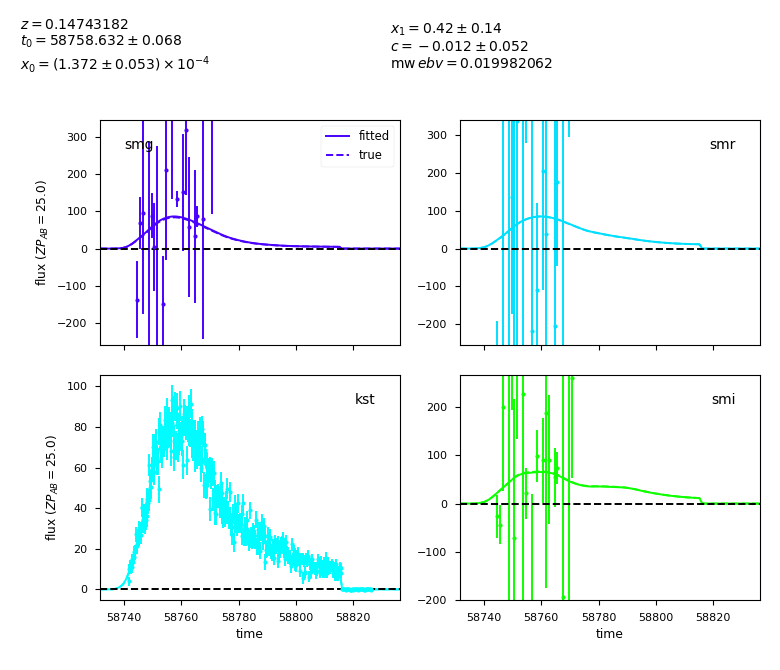 z = 0.14743182
t0 = 58758.632 ± 0.068
x0 = (1.372 ± 0.053) × 10^−4
x1 = 0.42 ± 0.14
c = −0.012 ± 0.052
mwebv = 0.019982062
smg
fitted
true
300
200
100
0
−100
−200
flux (ZP_AB = 25.0)
smr
300
200
100
0
−100
−200
kst
100
80
60
40
20
0
flux (ZP_AB = 25.0)
58740 58760 58780 58800 58820
time
smi
200
100
0
−100
−200
58740 58760 58780 58800 58820
time